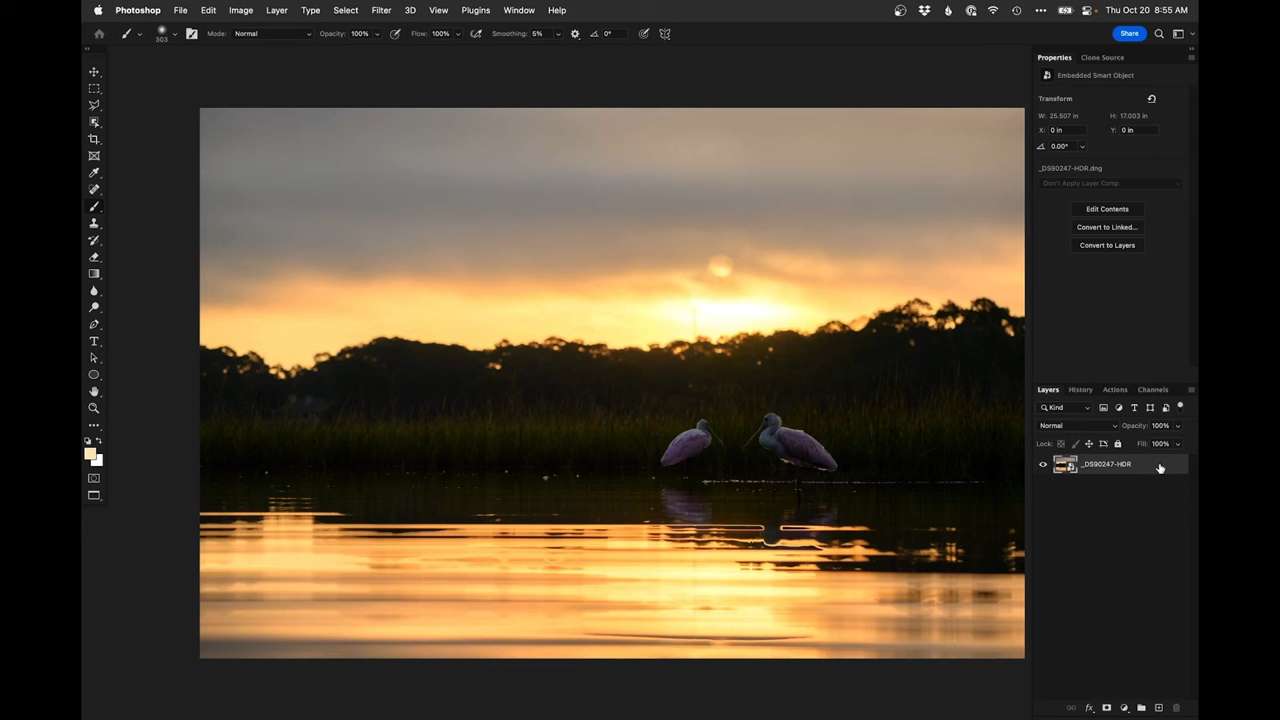 Photoshop File Edit Image Layer Type Select Filter 3D View Plugins Window Help Thu Oct 20 8:55 AM
303 Mode: Normal Opacity: 100% Flow: 100% Smoothing: 5% 0° Share
Properties Clone Source
Embedded Smart Object
Transform
W: 25.507 in H: 17.003 in
X: 0 in Y: 0 in
0.00°
_DS90247-HDR.dng
Don't Apply Layer Comp
Edit Contents
Convert to Linked...
Convert to Layers
Layers History Actions Channels
Kind
Normal Opacity: 100%
Lock: Fill: 100%
_DS90247-HDR